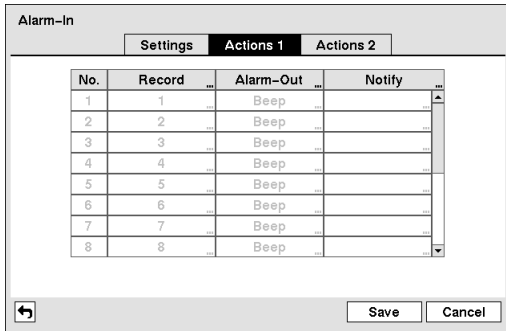 Alarm-In
Settings Actions 1 Actions 2
No. Record ... Alarm-Out ... Notify ...
1 1 ... Beep ... ...
2 2 ... Beep ... ...
3 3 ... Beep ... ...
4 4 ... Beep ... ...
5 5 ... Beep ... ...
6 6 ... Beep ... ...
7 7 ... Beep ... ...
8 8 ... Beep ... ...
Save Cancel